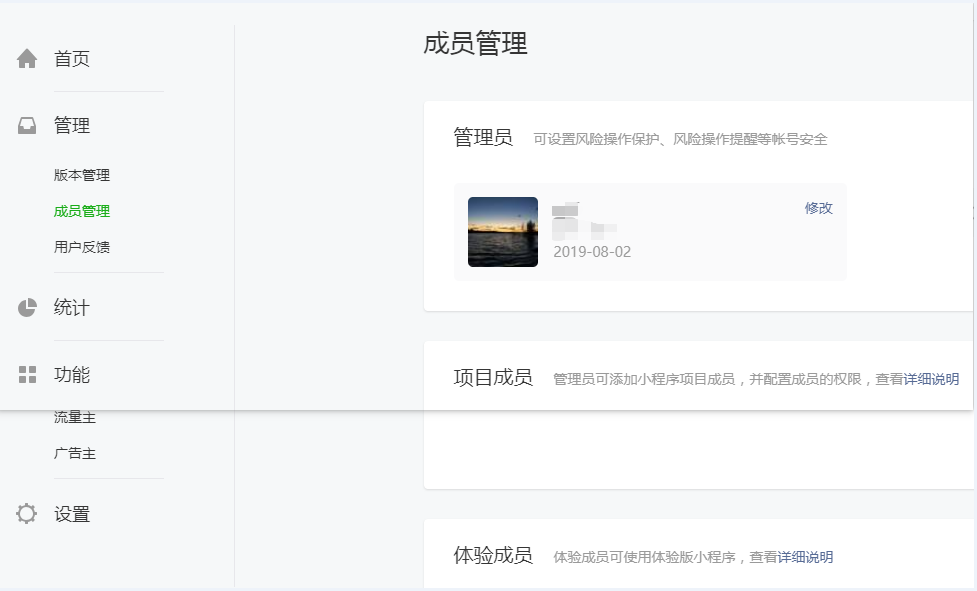 首页
管理
版本管理
成员管理
用户反馈
统计
功能
流量主
广告主
设置
成员管理
管理员 可设置风险操作保护、风险操作提醒等帐号安全
2019-08-02
修改
项目成员 管理员可添加小程序项目成员，并配置成员的权限，查看详细说明
体验成员 体验成员可使用体验版小程序，查看详细说明